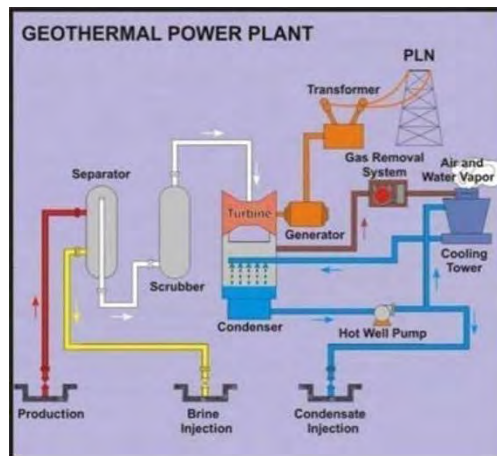 GEOTHERMAL POWER PLANT
PLN
Transformer
Gas Removal
System
Air and
Water Vapor
Separator
Turbine
Generator
Cooling
Tower
Scrubber
Condenser
Hot Well Pump
Production
Brine
Injection
Condensate
Injection